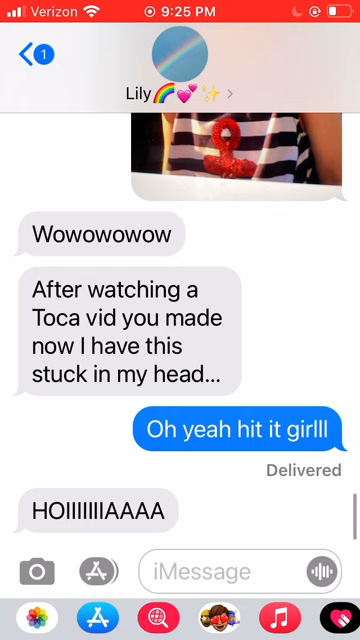 Verizon 9:25 PM
1
Lily🌈💞✨ >
Wowowowow
After watching a
Toca vid you made
now I have this
stuck in my head...
Oh yeah hit it girlll
Delivered
HOIIIIIIIAAAA
iMessage